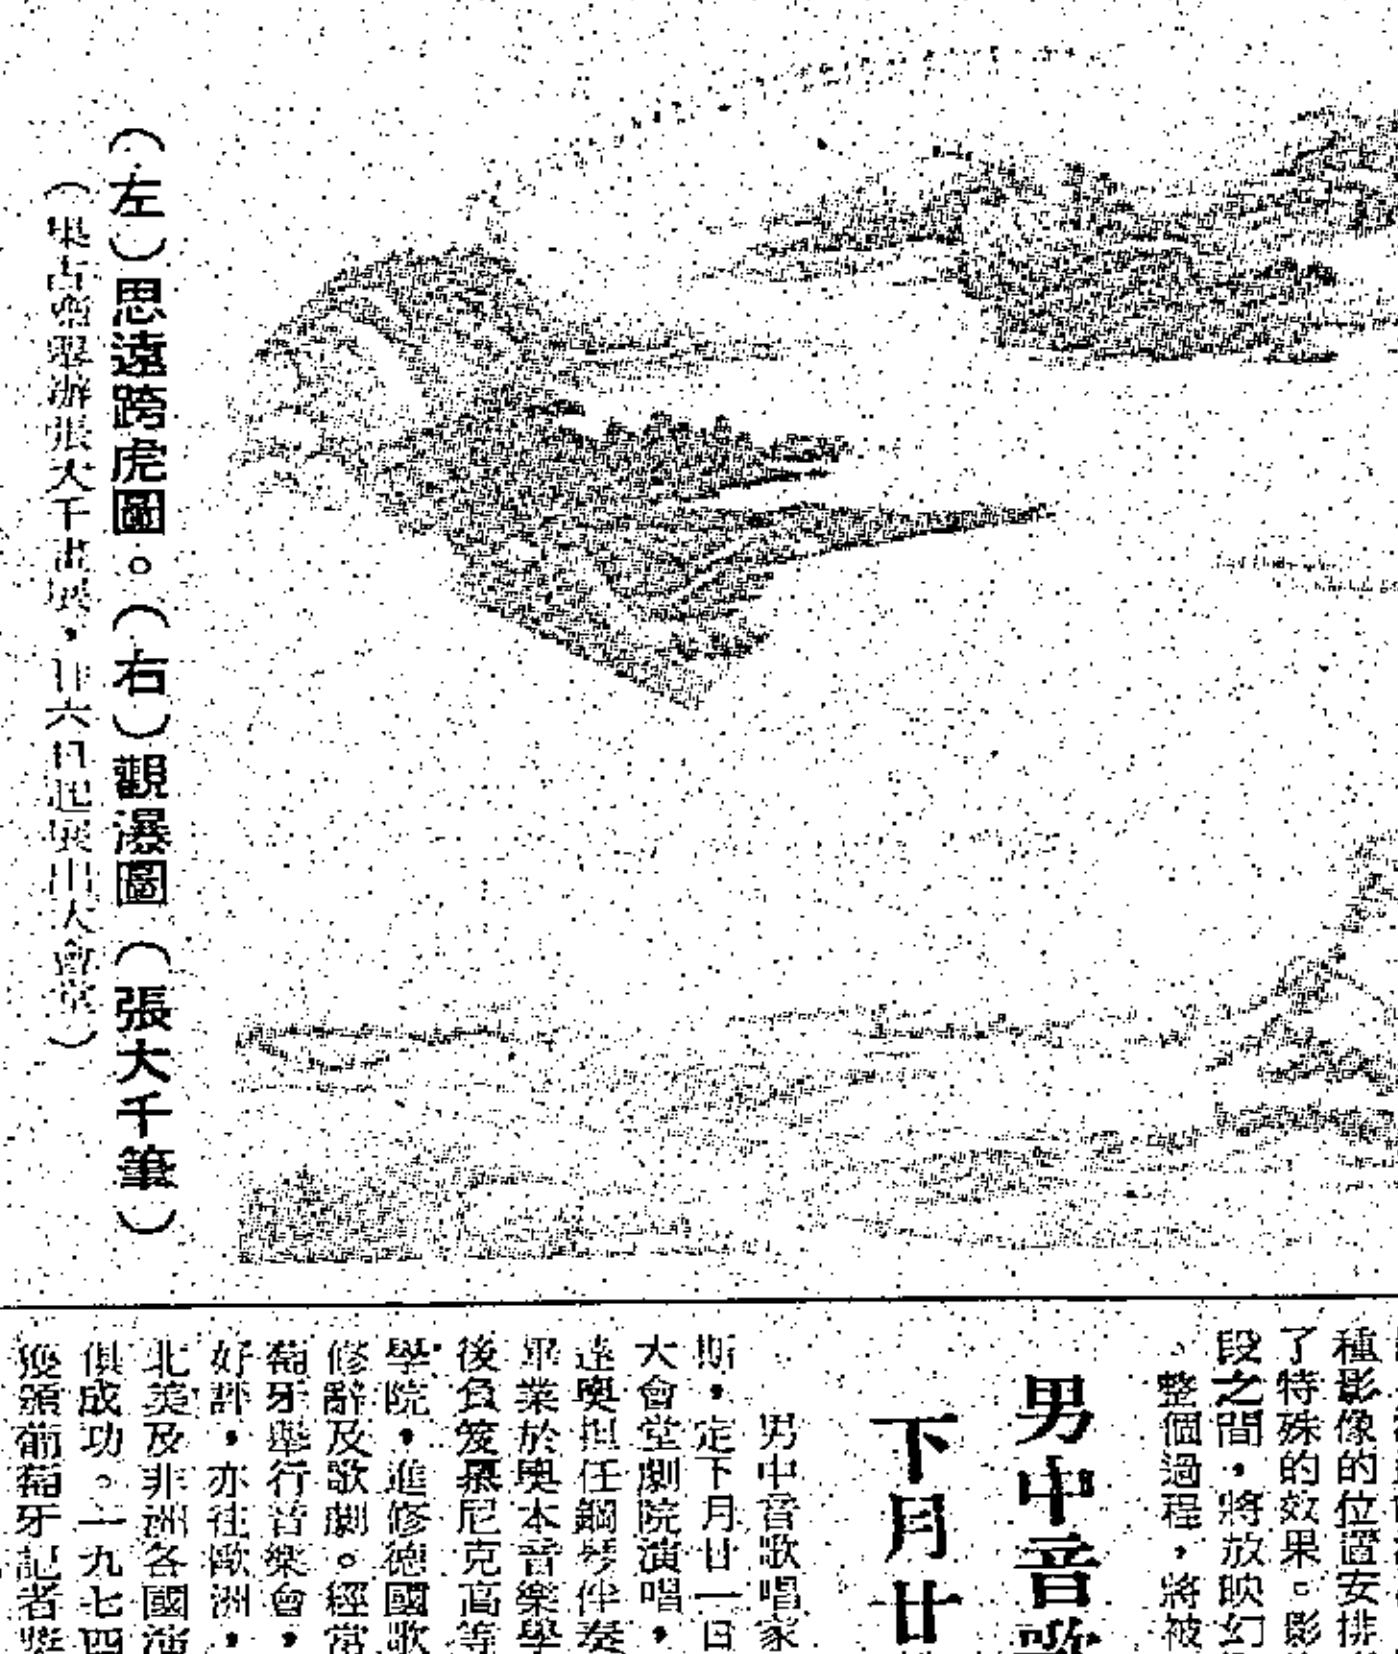 （左）思遠跨虎圖。（右）觀瀑圖（張大千筆）
（集古齋舉辦張大千畫展，廿六日起展出大會堂）
種影像的位置安排
了特殊的效果。影
段之間，將放映幻
、整個過程，將被
男中音歌
下月廿
男中音歌唱家
斯，定下月廿一日
大會堂劇院演唱，
達奧担任鋼琴伴奏
畢業於奧本音樂學
後負笈慕尼克高等
學院，進修德國歌
修辭及歌劇。經常
萄牙舉行音樂會，
好評，亦往歐洲，
北美及非洲各國演
俱成功。一九七四
獲頒葡萄牙記者獎